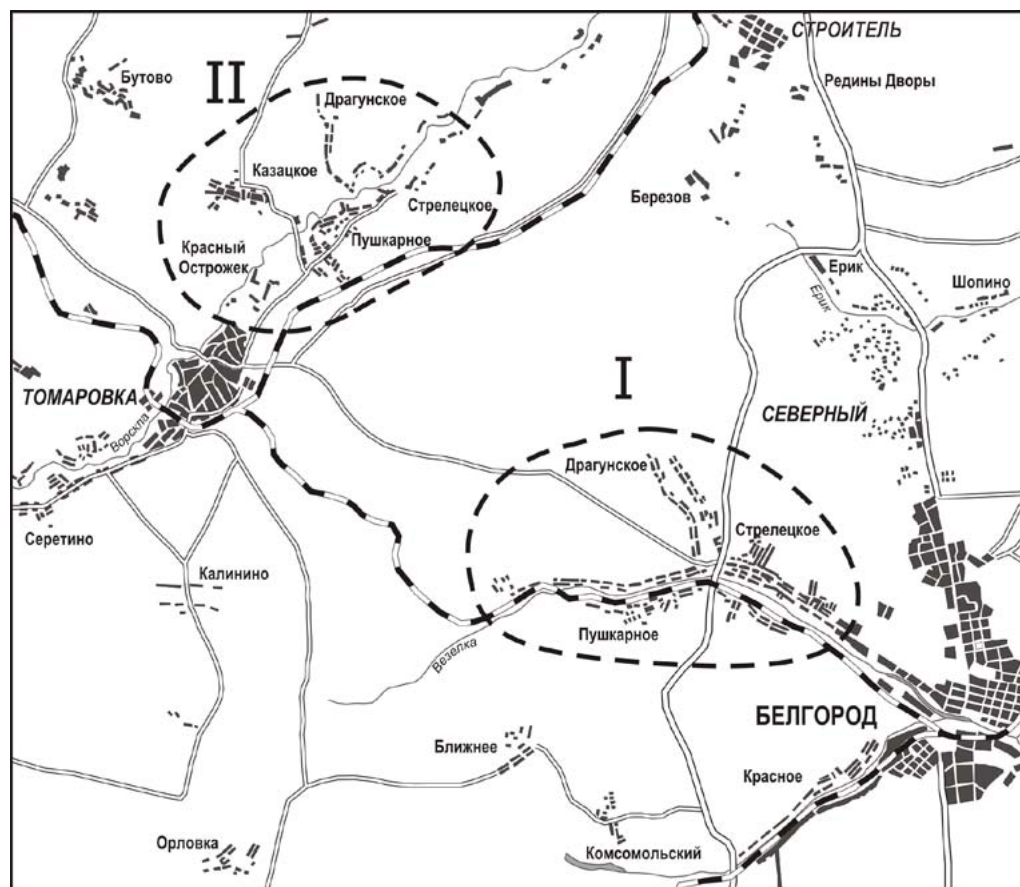 СТРОИТЕЛЬ
Бутово
II
Драгунское
Редины Дворы
Казацкое
Стрелецкое
Березов
Красный
Острожек
Пушкарное
Ерик
Ерик
Шопино
I
ТОМАРОВКА
Ворскла
СЕВЕРНЫЙ
Драгунское
Стрелецкое
Серетино
Калинино
Пушкарное
Везелка
БЕЛГОРОД
Ближнее
Красное
Орловка
Комсомольский